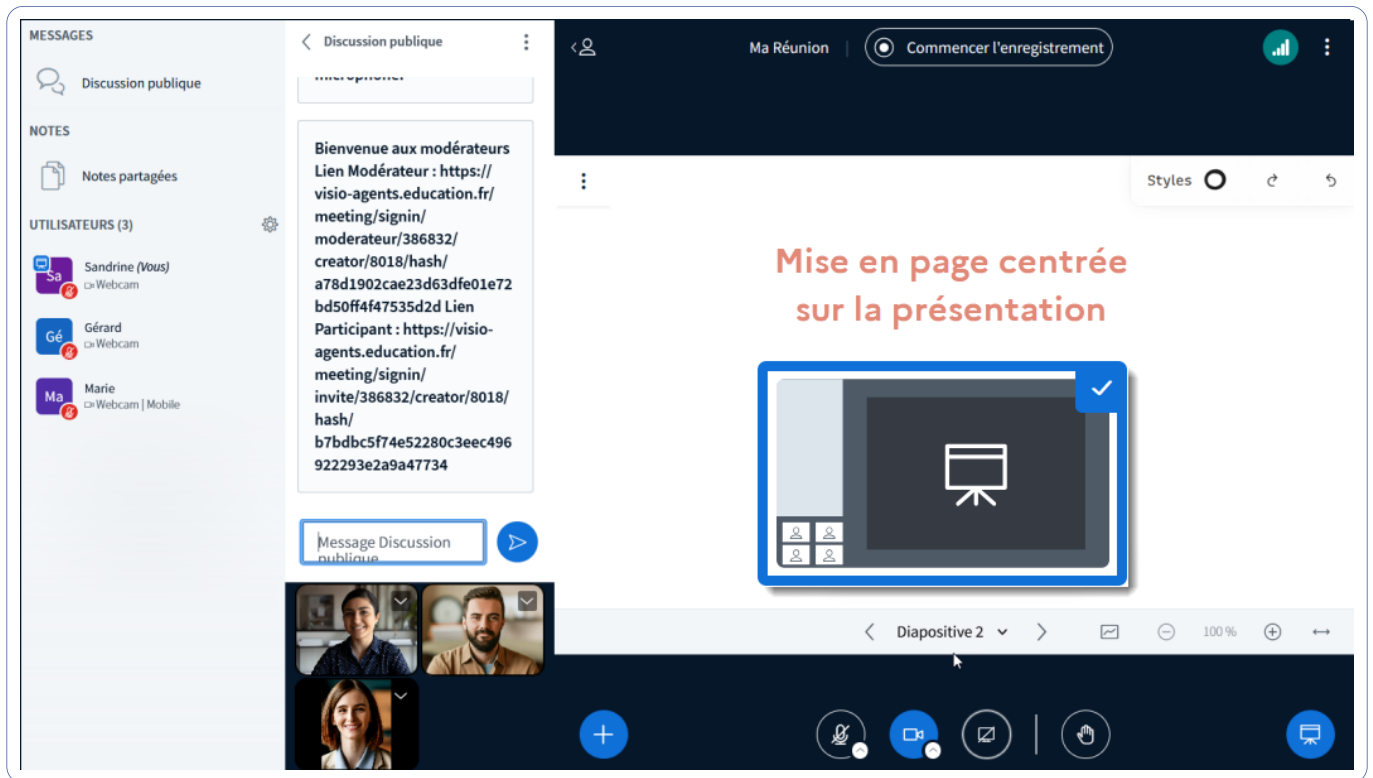 MESSAGES
Discussion publique
NOTES
Notes partagées
UTILISATEURS (3)
Sa
Sandrine (Vous)
Webcam
Gé
Gérard
Webcam
Ma
Marie
Webcam | Mobile
Discussion publique
microphone.
Bienvenue aux modérateurs
Lien Modérateur : https://
visio-agents.education.fr/
meeting/signin/
moderateur/386832/
creator/8018/hash/
a78d1902cae23d63dfe01e72
bd50ff4f47535d2d Lien
Participant : https://visio-
agents.education.fr/
meeting/signin/
invite/386832/creator/8018/
hash/
b7bdbc5f74e52280c3eec496
922293e2a9a47734
Message Discussion
publique
Ma Réunion
Commencer l'enregistrement
Styles
Mise en page centrée
sur la présentation
Diapositive 2
100 %